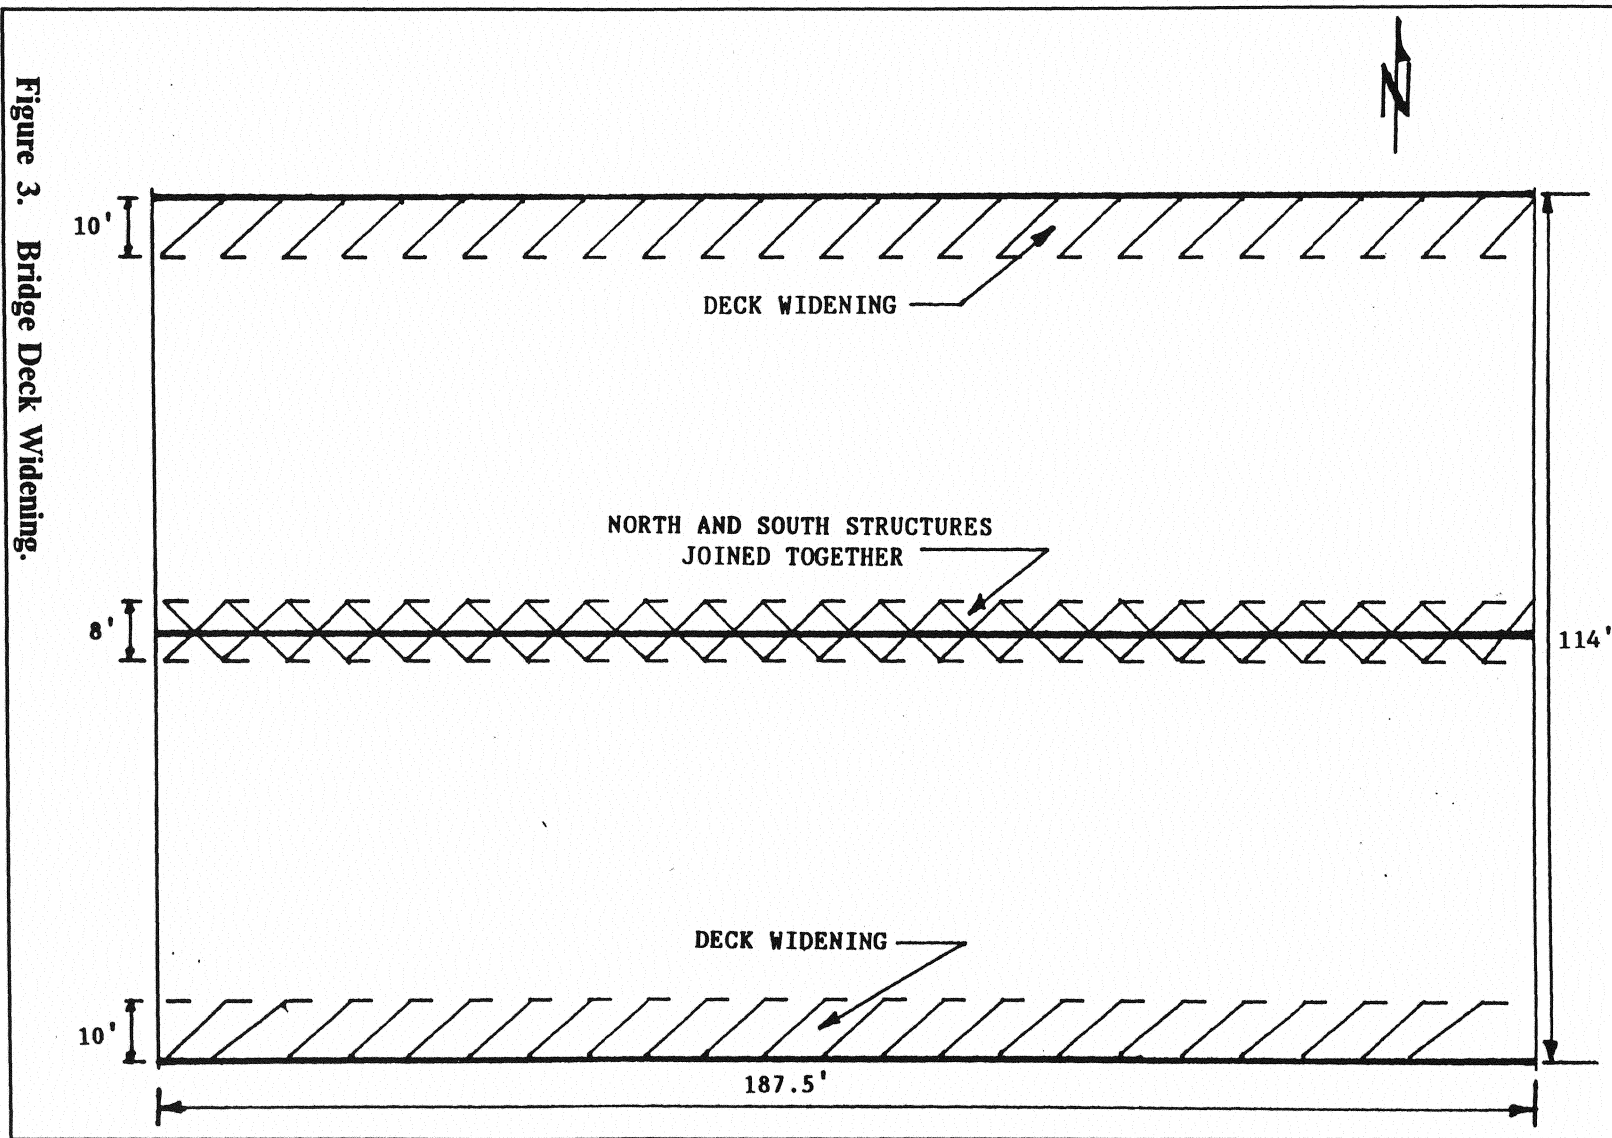 Figure 3. Bridge Deck Widening.
N
10'
DECK WIDENING
NORTH AND SOUTH STRUCTURES
JOINED TOGETHER
8'
114'
DECK WIDENING
10'
187.5'